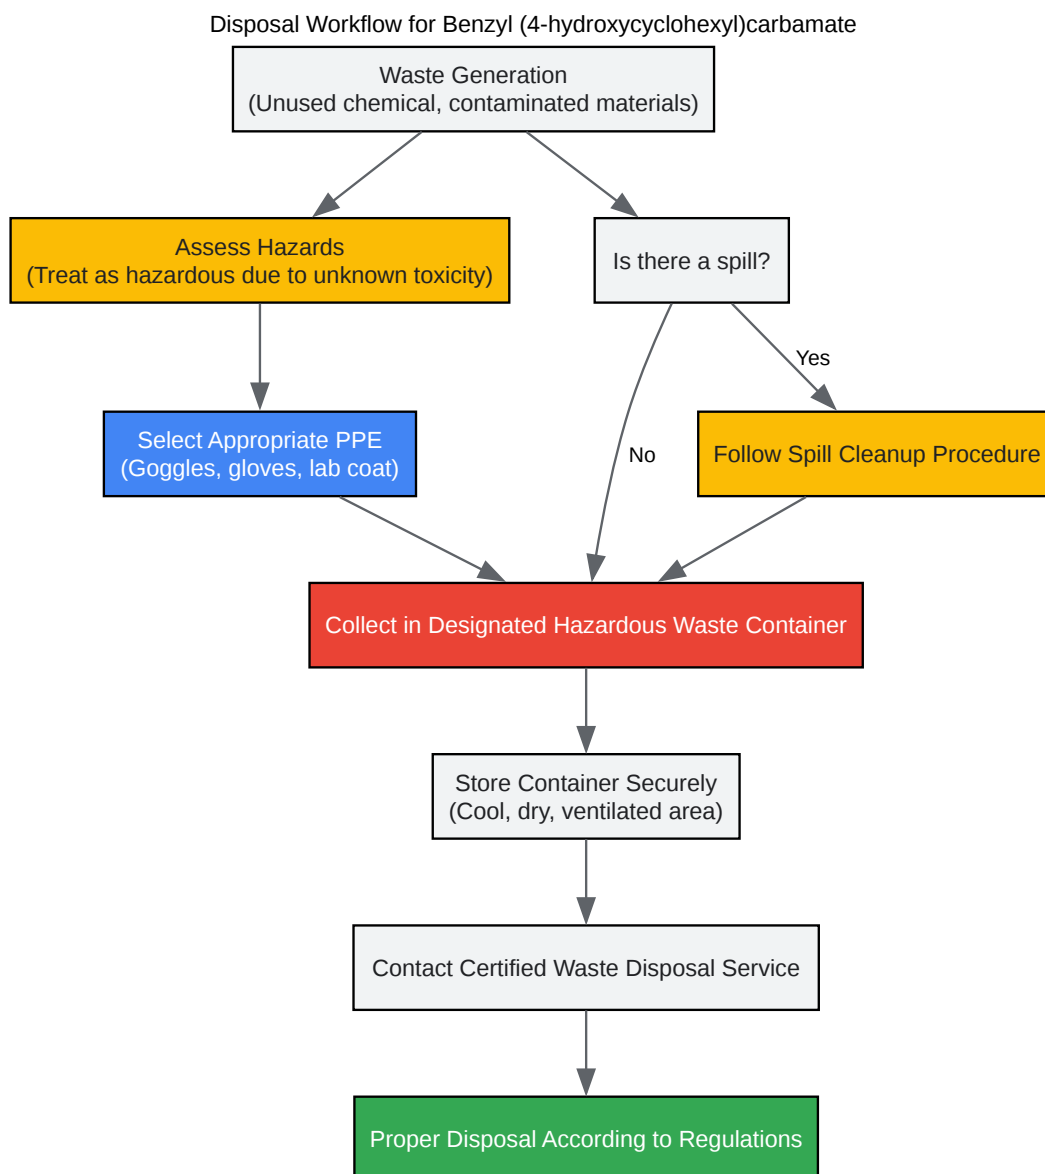 Disposal Workflow for Benzyl (4-hydroxycyclohexyl)carbamate
Waste Generation
(Unused chemical, contaminated materials)
Assess Hazards
(Treat as hazardous due to unknown toxicity)
Is there a spill?
Yes
Select Appropriate PPE
(Goggles, gloves, lab coat)
No
Follow Spill Cleanup Procedure
Collect in Designated Hazardous Waste Container
Store Container Securely
(Cool, dry, ventilated area)
Contact Certified Waste Disposal Service
Proper Disposal According to Regulations